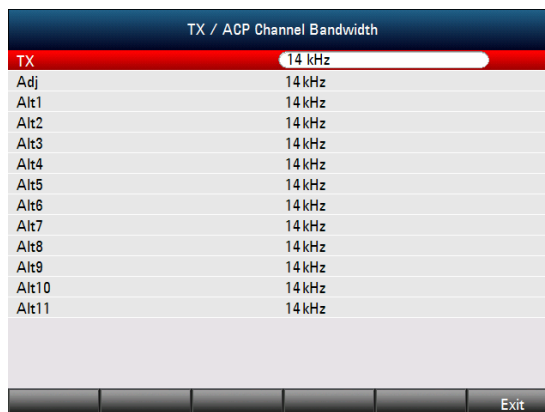 TX / ACP Channel Bandwidth
TX 14 kHz
Adj 14 kHz
Alt1 14 kHz
Alt2 14 kHz
Alt3 14 kHz
Alt4 14 kHz
Alt5 14 kHz
Alt6 14 kHz
Alt7 14 kHz
Alt8 14 kHz
Alt9 14 kHz
Alt10 14 kHz
Alt11 14 kHz
Exit